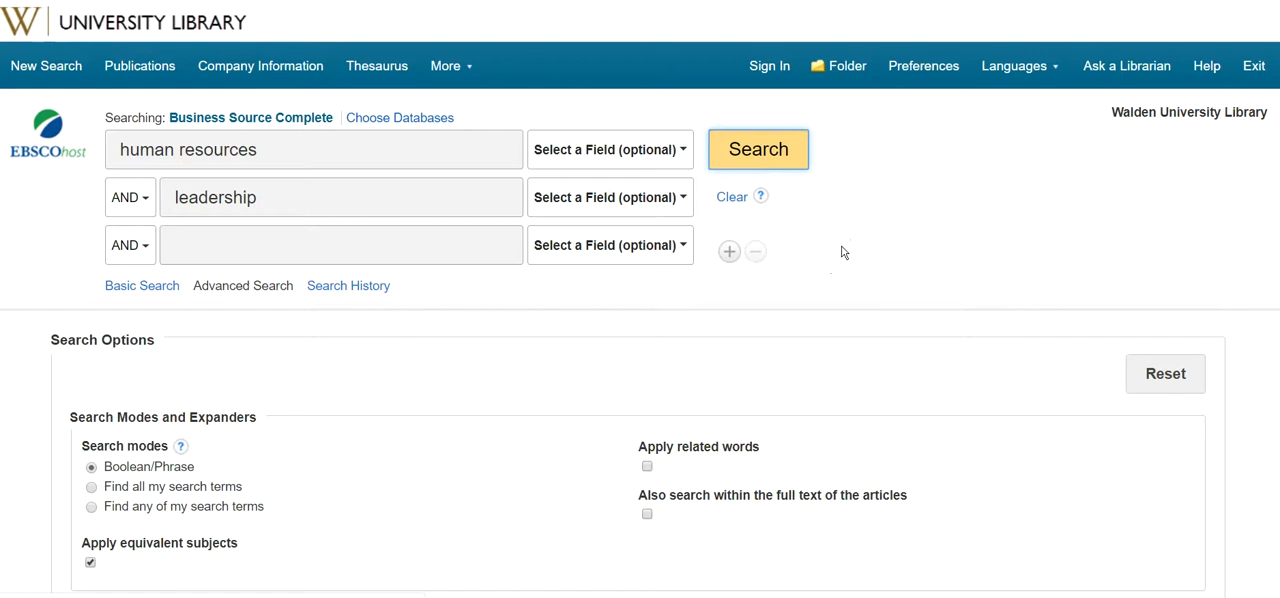 W UNIVERSITY LIBRARY
New Search Publications Company Information Thesaurus More Sign In Folder Preferences Languages Ask a Librarian Help Exit
Searching: Business Source Complete Choose Databases Walden University Library
EBSCOhost
human resources Select a Field (optional) Search
AND leadership Select a Field (optional) Clear ?
AND Select a Field (optional) + −
Basic Search Advanced Search Search History
Search Options
Reset
Search Modes and Expanders
Search modes ? Apply related words
Boolean/Phrase
Find all my search terms
Also search within the full text of the articles
Find any of my search terms
Apply equivalent subjects